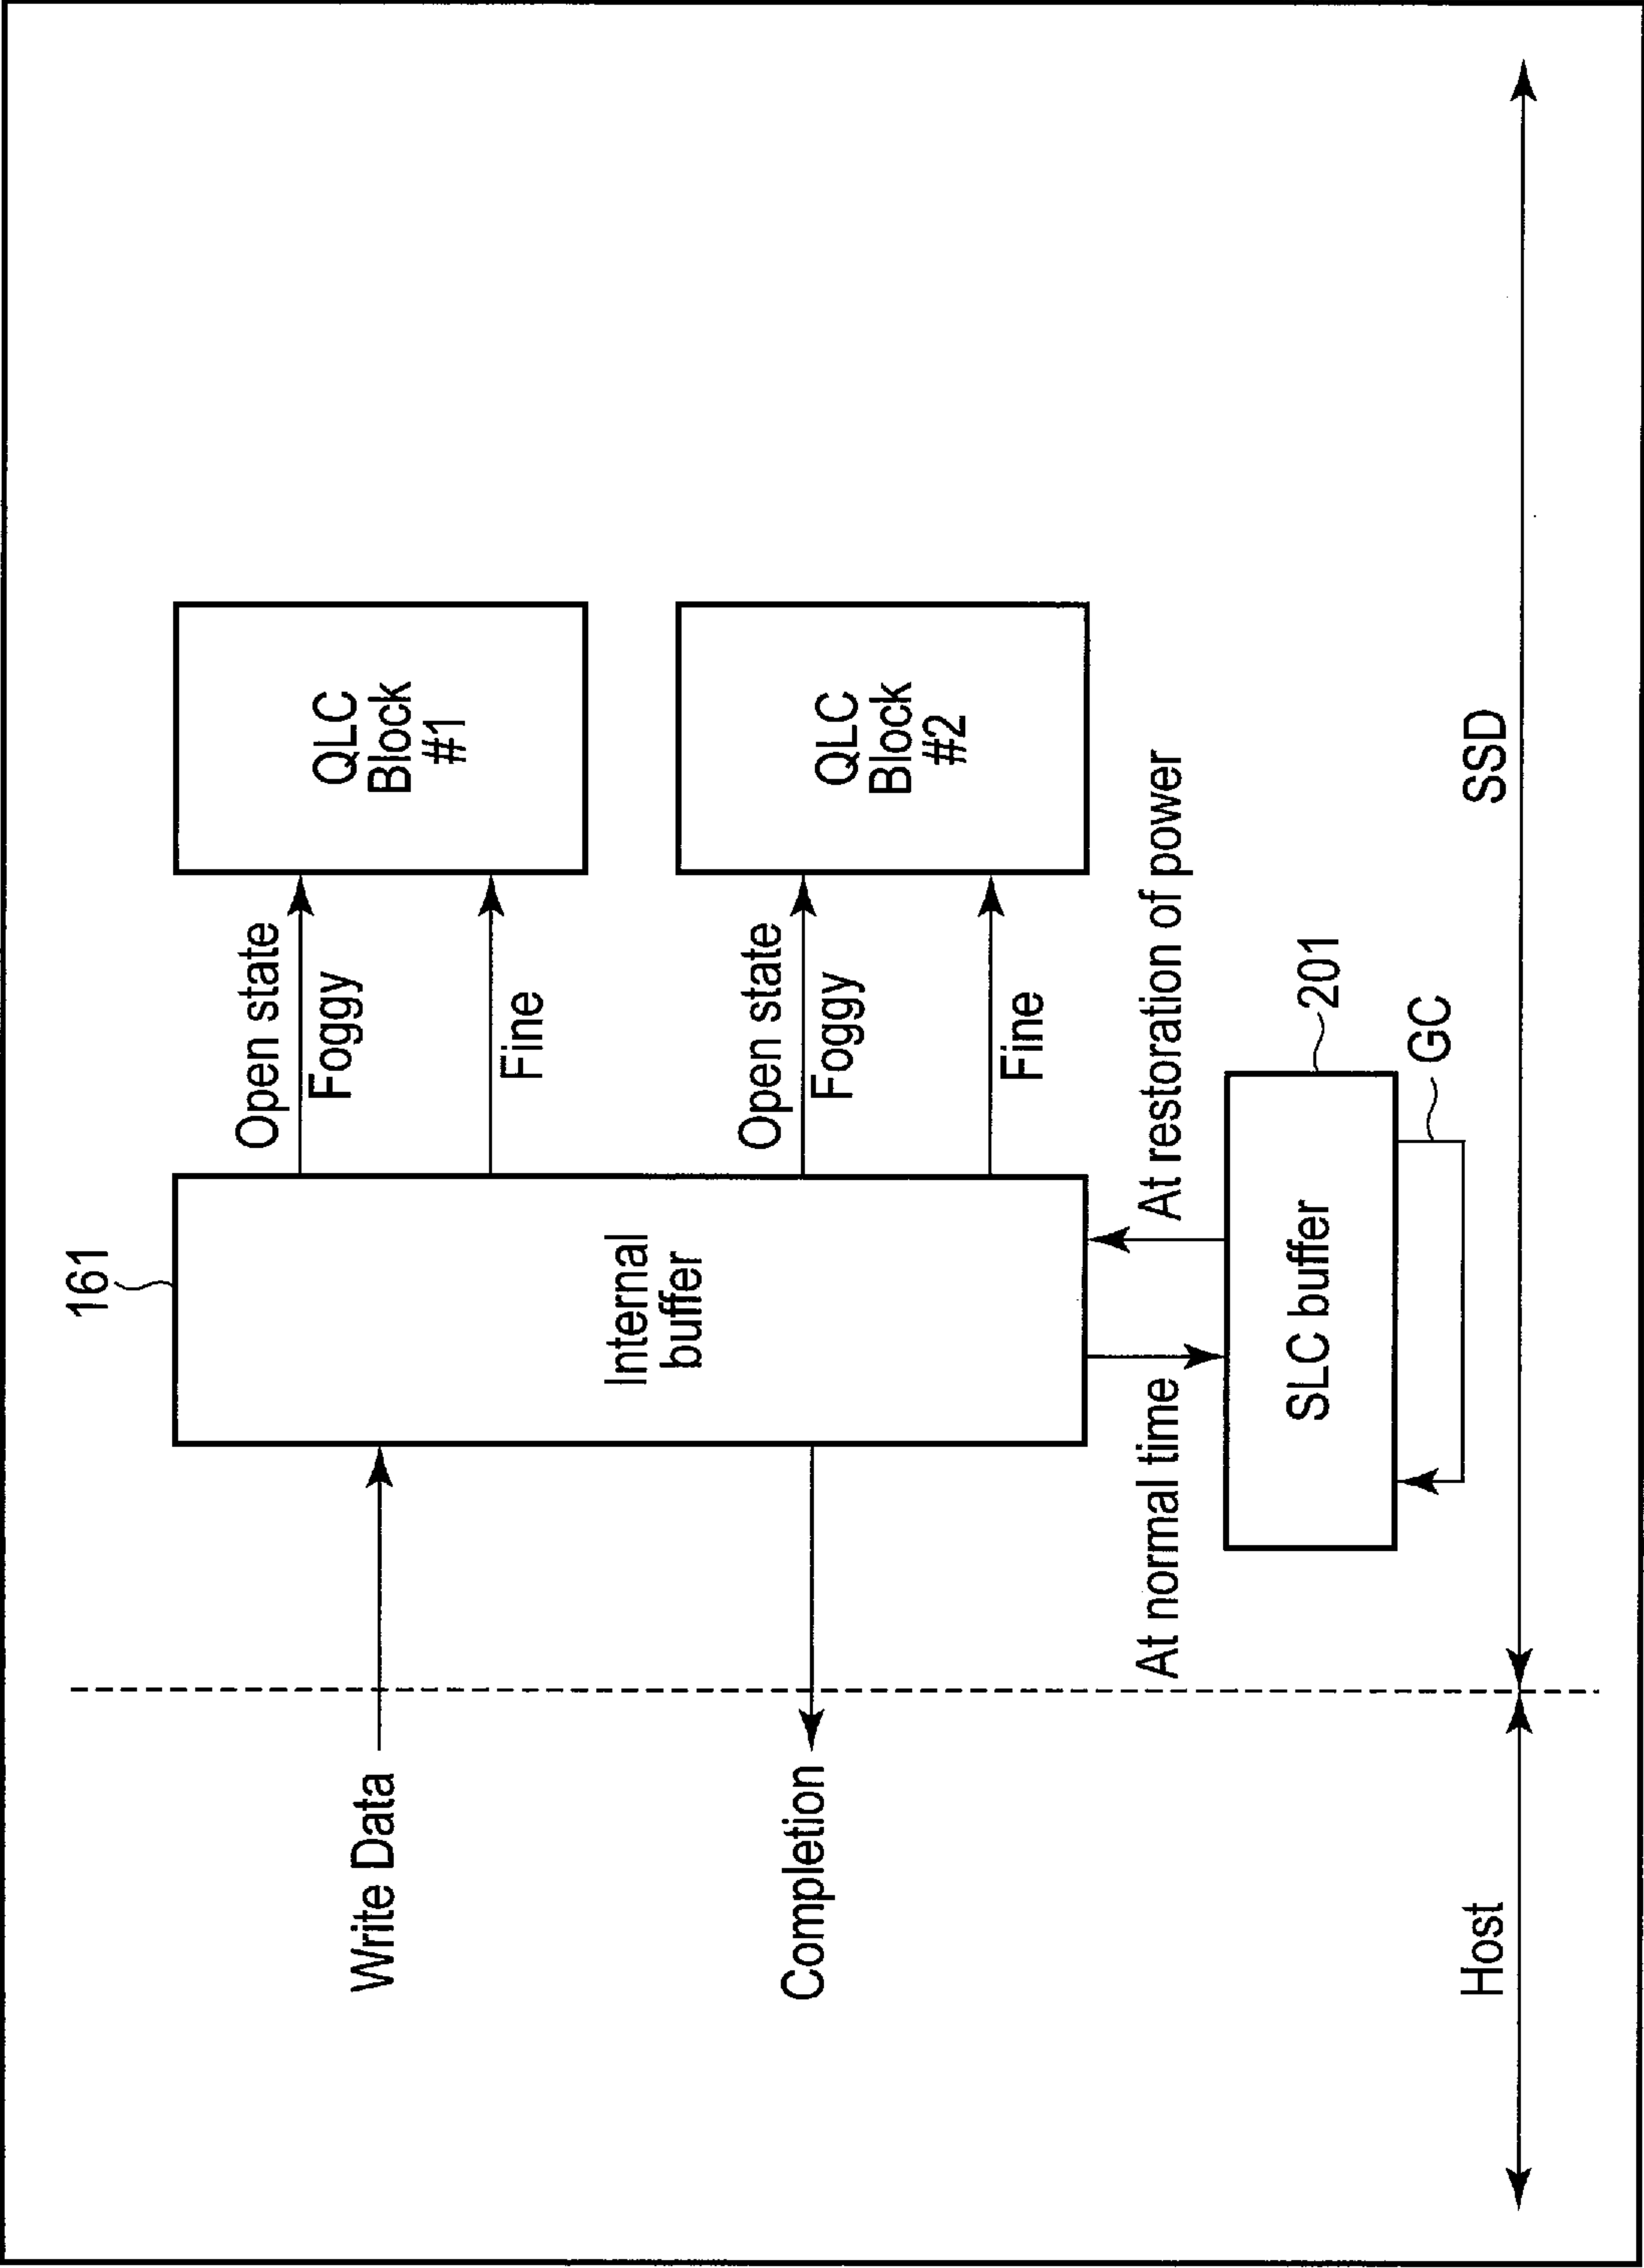 161
Write Data
Completion
Internal
buffer
Open state
Foggy
Fine
QLC
Block
#1
Open state
Foggy
Fine
QLC
Block
#2
At normal time
At restoration of power
SLC buffer
201
GC
Host
SSD